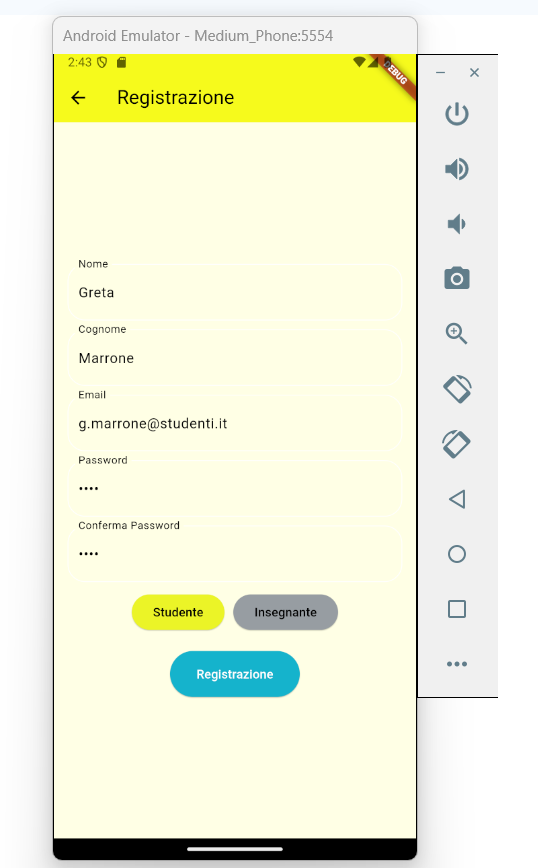 Android Emulator - Medium_Phone:5554
2:43
DEBUG
Registrazione
Nome
Greta
Cognome
Marrone
Email
g.marrone@studenti.it
Password
••••
Conferma Password
••••
Studente Insegnante
Registrazione